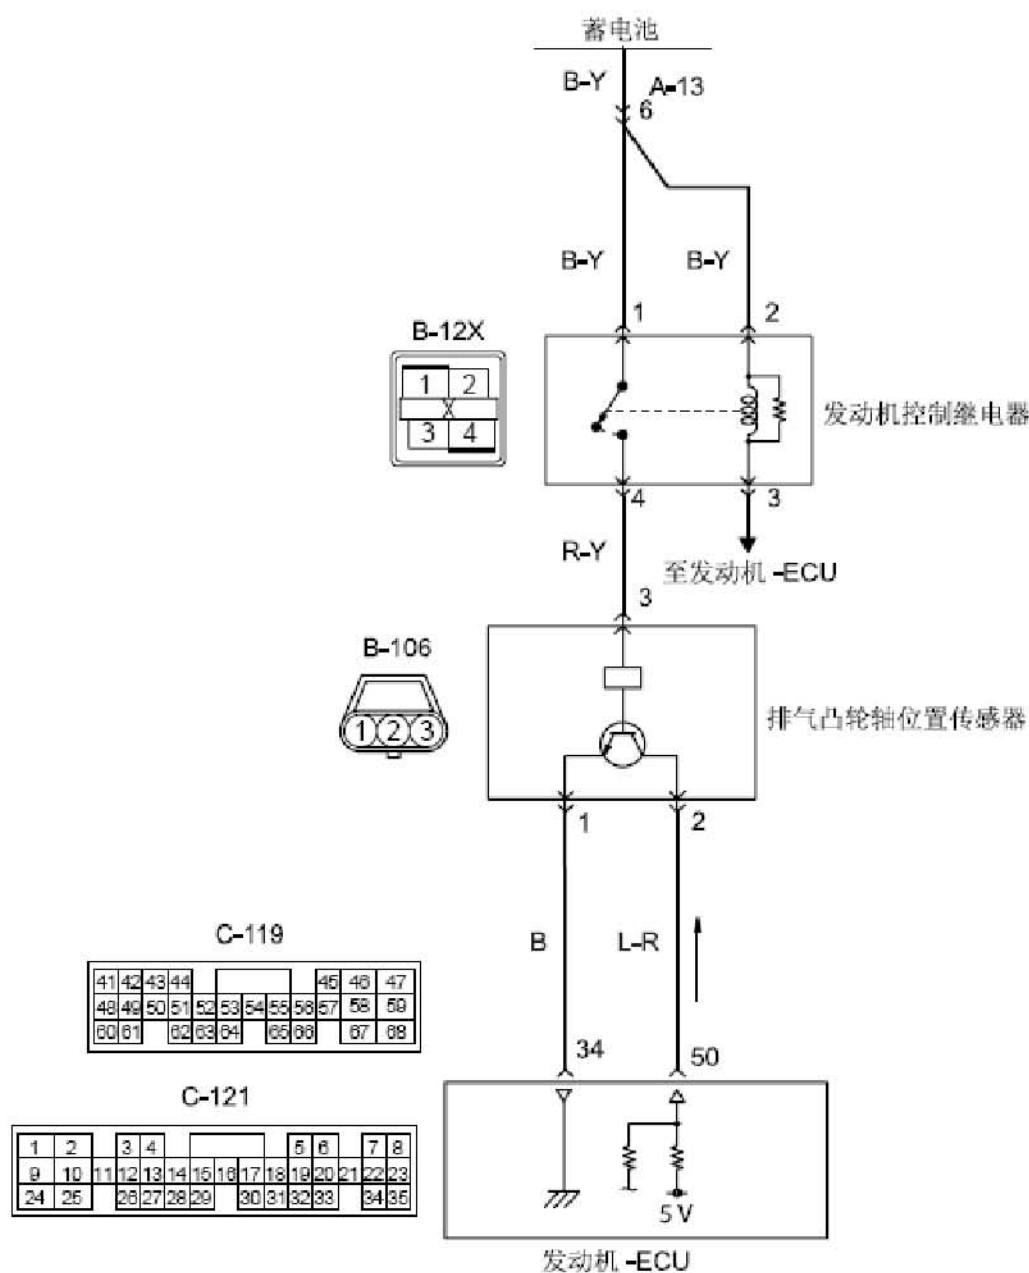 蓄电池
B-Y
A-13
6
B-Y
B-Y
1
2
B-12X
1 2
X
3 4
发动机控制继电器
4
3
R-Y
至发动机 -ECU
3
B-106
1 2 3
排气凸轮轴位置传感器
1
2
C-119
B
L-R
41 42 43 44 45 46 47
48 49 50 51 52 53 54 55 56 57 58 59
60 61 62 63 64 65 66 67 68
34
50
C-121
1 2 3 4 5 6 7 8
9 10 11 12 13 14 15 16 17 18 19 20 21 22 23
24 25 26 27 28 29 30 31 32 33 34 35
5 V
发动机 -ECU